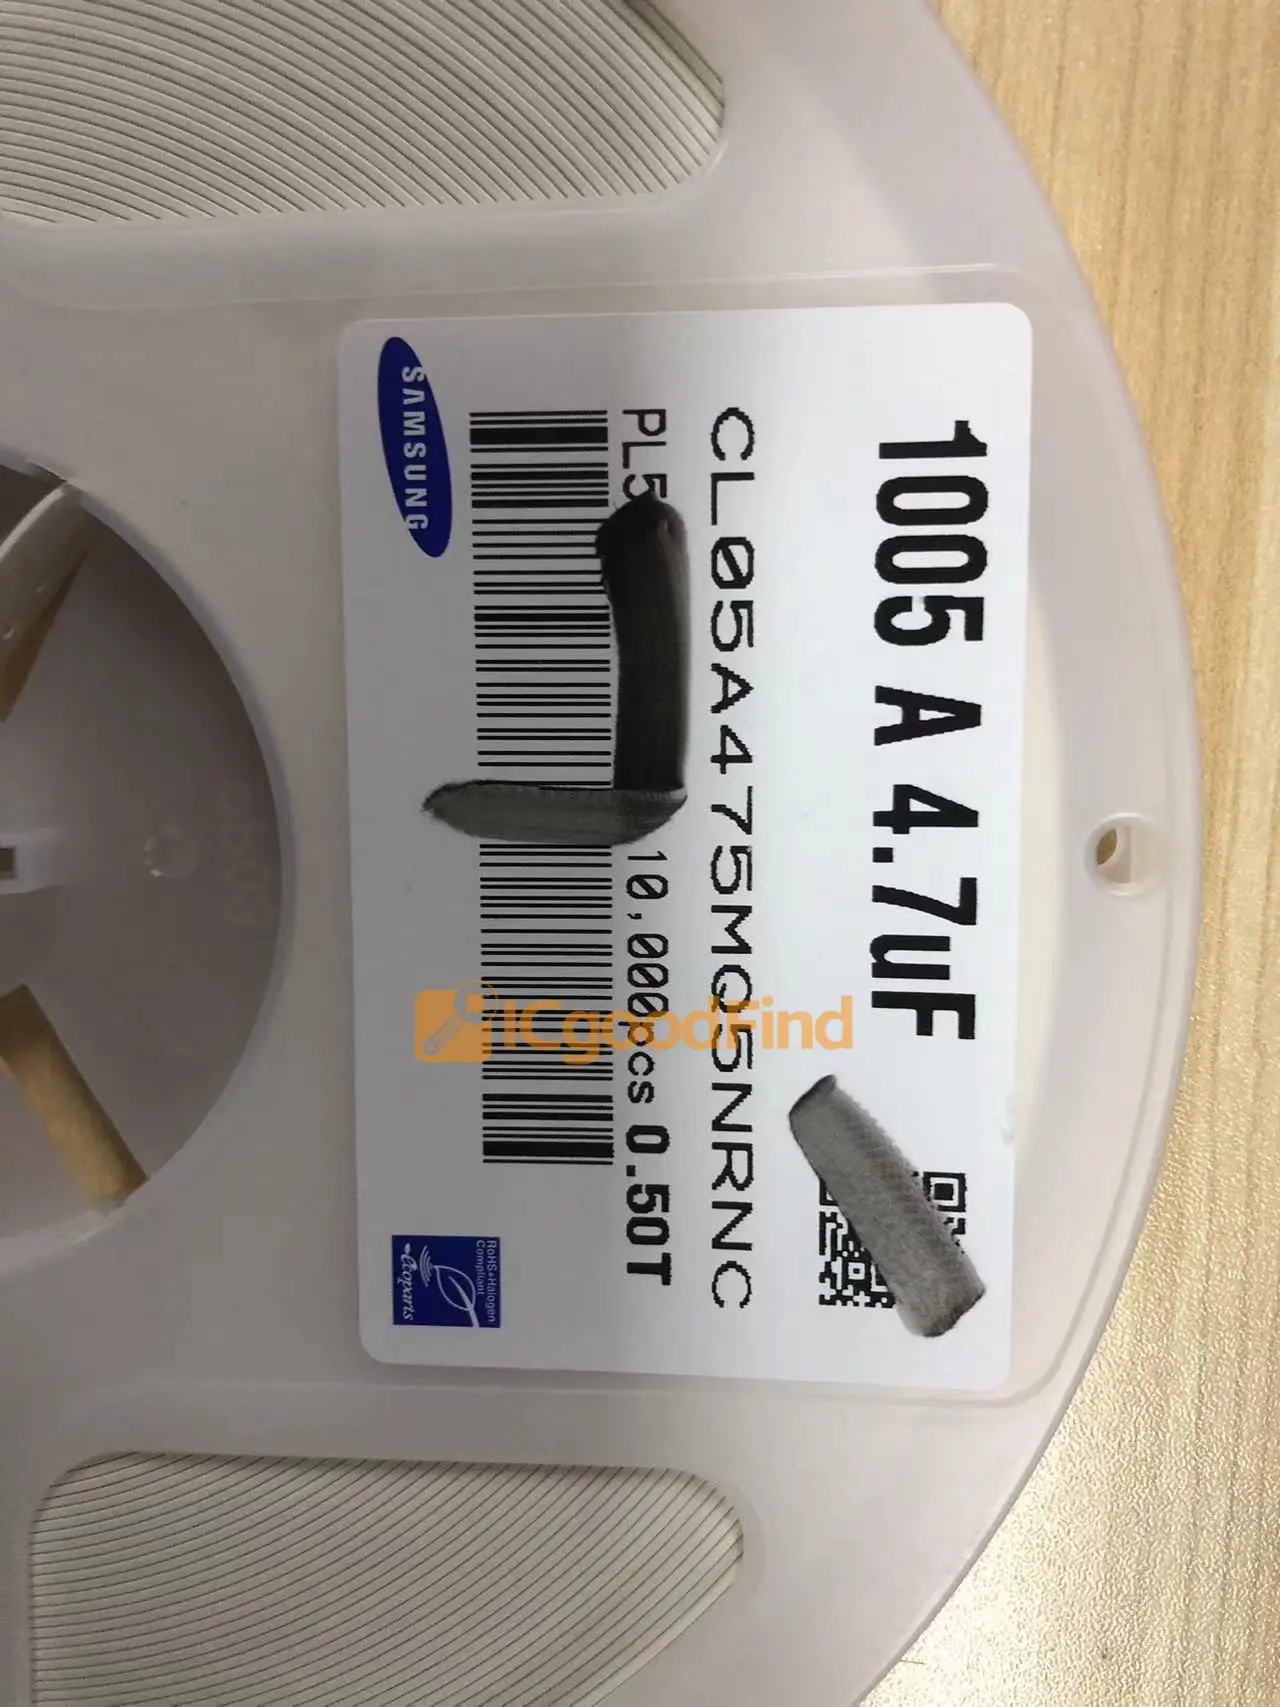 1005 A 4.7uF
CL05A475MQ5NRNC
PL5
10,000pcs 0.50T
SAMSUNG
RoHS+Halogen
Compliant
ICgoodFind